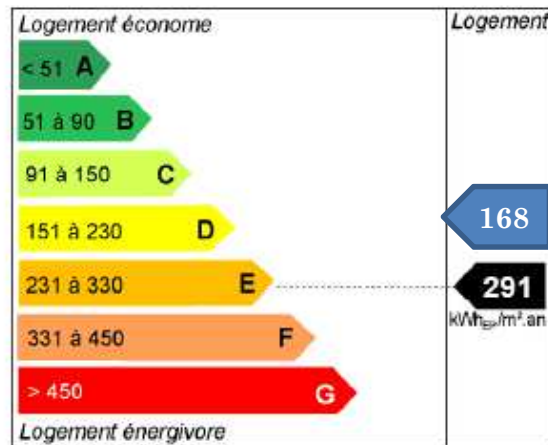 Logement économe
Logement
< 51 A
51 à 90 B
91 à 150 C
151 à 230 D
168
231 à 330 E
291
kWhEP/m².an
331 à 450 F
> 450 G
Logement énergivore